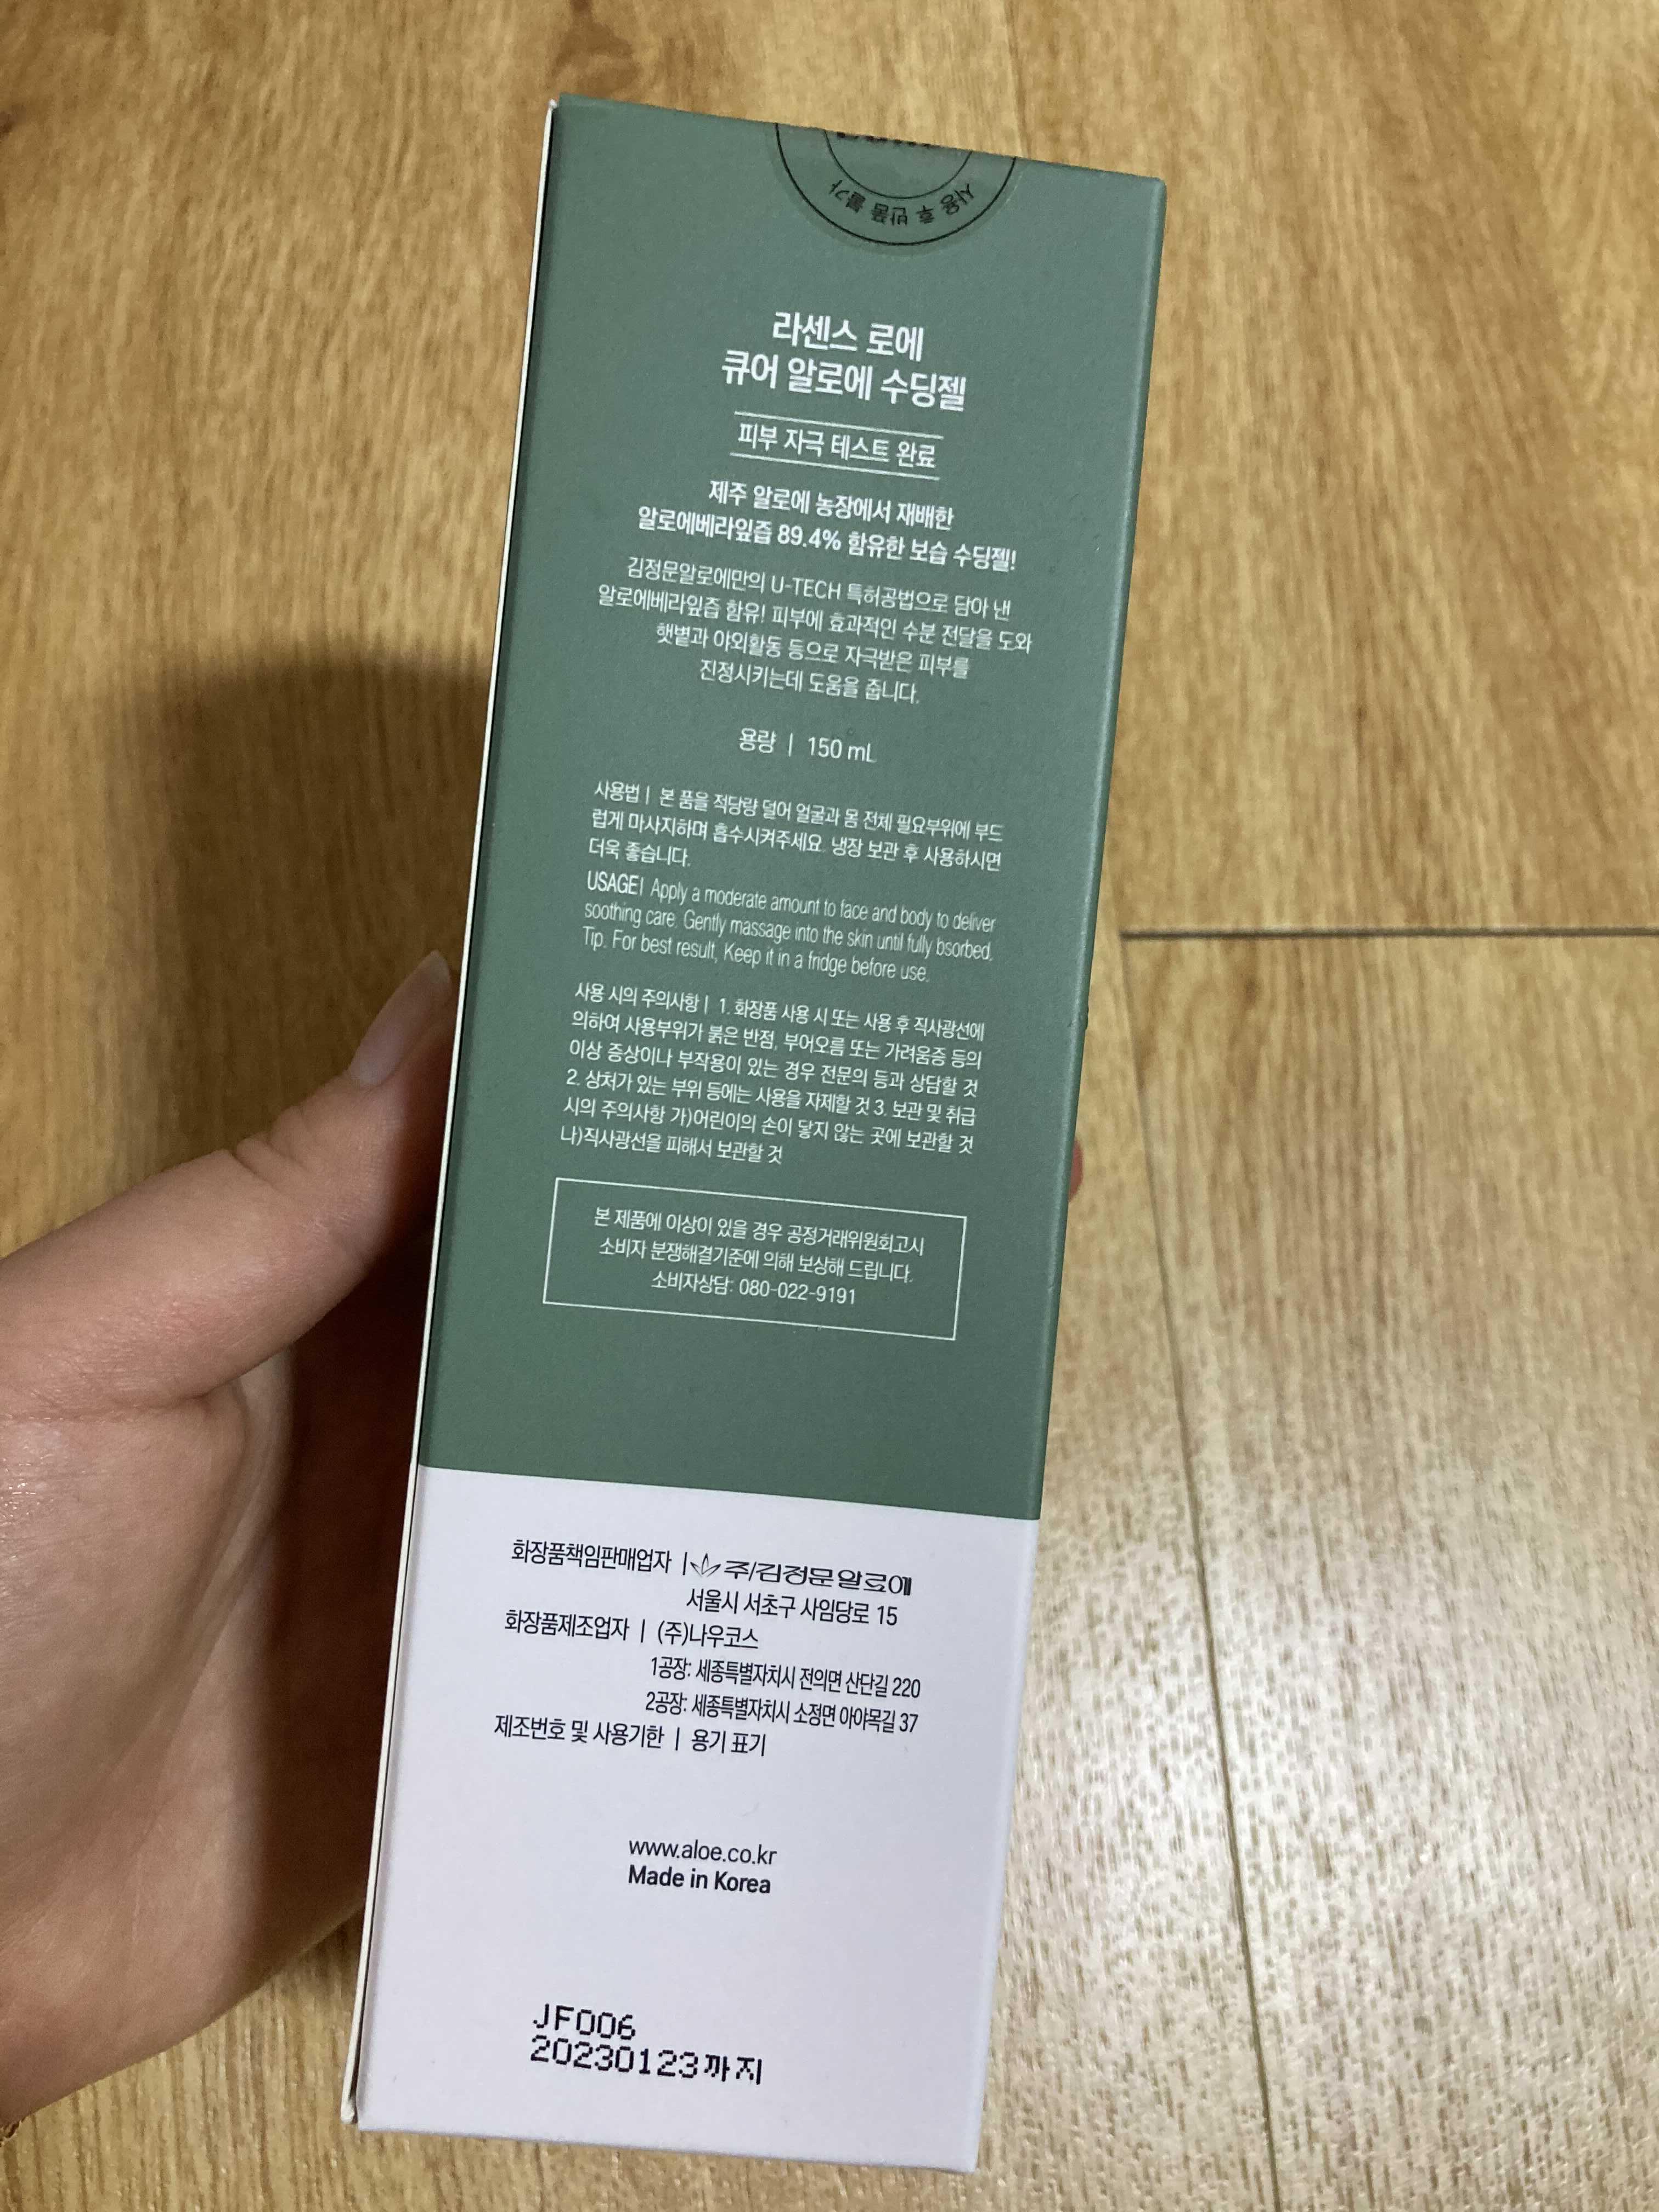 사용 후 반품 불가
라센스 로에
큐어 알로에 수딩젤
피부 자극 테스트 완료
제주 알로에 농장에서 재배한
알로에베라잎즙 89.4% 함유한 보습 수딩젤!
김정문알로에만의 U-TECH 특허공법으로 담아 낸
알로에베라잎즙 함유! 피부에 효과적인 수분 전달을 도와
햇볕과 야외활동 등으로 자극받은 피부를
진정시키는데 도움을 줍니다.
용량 | 150 mL
사용법 | 본 품을 적당량 덜어 얼굴과 몸 전체 필요부위에 부드
럽게 마사지하며 흡수시켜주세요. 냉장 보관 후 사용하시면
더욱 좋습니다.
USAGE| Apply a moderate amount to face and body to deliver
soothing care. Gently massage into the skin until fully bsorbed.
Tip. For best result, Keep it in a fridge before use.
사용 시의 주의사항 | 1. 화장품 사용 시 또는 사용 후 직사광선에
의하여 사용부위가 붉은 반점, 부어오름 또는 가려움증 등의
이상 증상이나 부작용이 있는 경우 전문의 등과 상담할 것
2. 상처가 있는 부위 등에는 사용을 자제할 것 3. 보관 및 취급
시의 주의사항 가)어린이의 손이 닿지 않는 곳에 보관할 것
나)직사광선을 피해서 보관할 것
본 제품에 이상이 있을 경우 공정거래위원회고시
소비자 분쟁해결기준에 의해 보상해 드립니다.
소비자상담: 080-022-9191
화장품책임판매업자 | 주/김정문알로에
서울시 서초구 사임당로 15
화장품제조업자 | (주)나우코스
1공장: 세종특별자치시 전의면 산단길 220
2공장: 세종특별자치시 소정면 아야목길 37
제조번호 및 사용기한 | 용기 표기
www.aloe.co.kr
Made in Korea
JF006
20230123까지